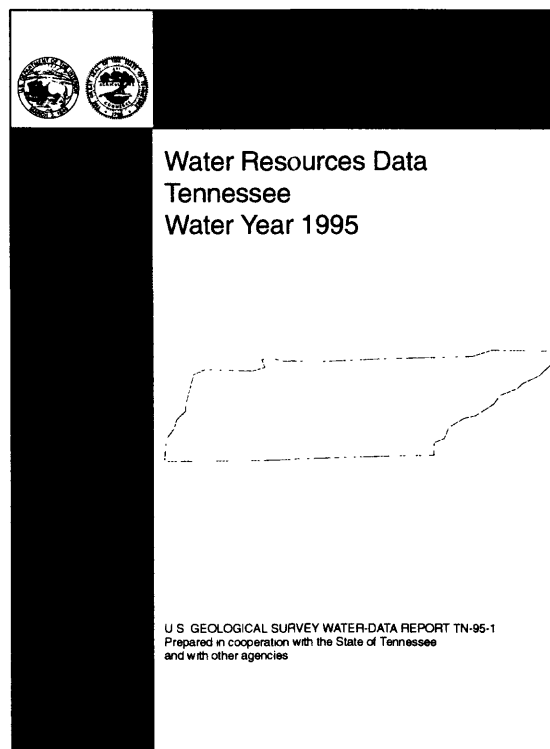 Water Resources Data
Tennessee
Water Year 1995
U S GEOLOGICAL SURVEY WATER-DATA REPORT TN-95-1
Prepared in cooperation with the State of Tennessee
and with other agencies